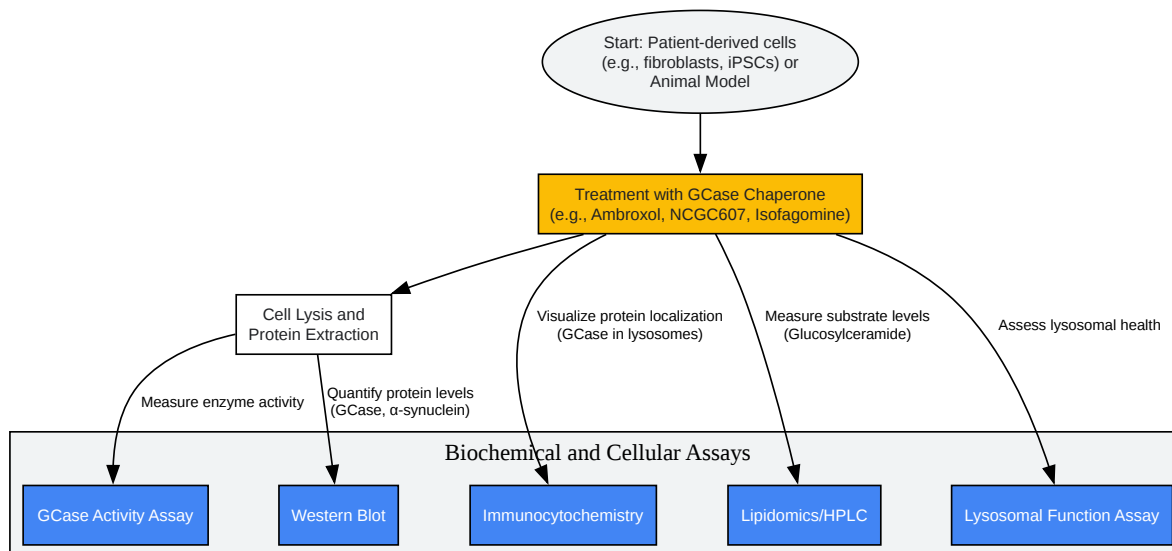 Start: Patient-derived cells
(e.g., fibroblasts, iPSCs) or
Animal Model
Treatment with GCase Chaperone
(e.g., Ambroxol, NCGC607, Isofagomine)
Cell Lysis and
Protein Extraction
Visualize protein localization
(GCase in lysosomes)
Measure substrate levels
(Glucosylceramide)
Assess lysosomal health
Measure enzyme activity
Quantify protein levels
(GCase, α-synuclein)
Biochemical and Cellular Assays
GCase Activity Assay
Western Blot
Immunocytochemistry
Lipidomics/HPLC
Lysosomal Function Assay